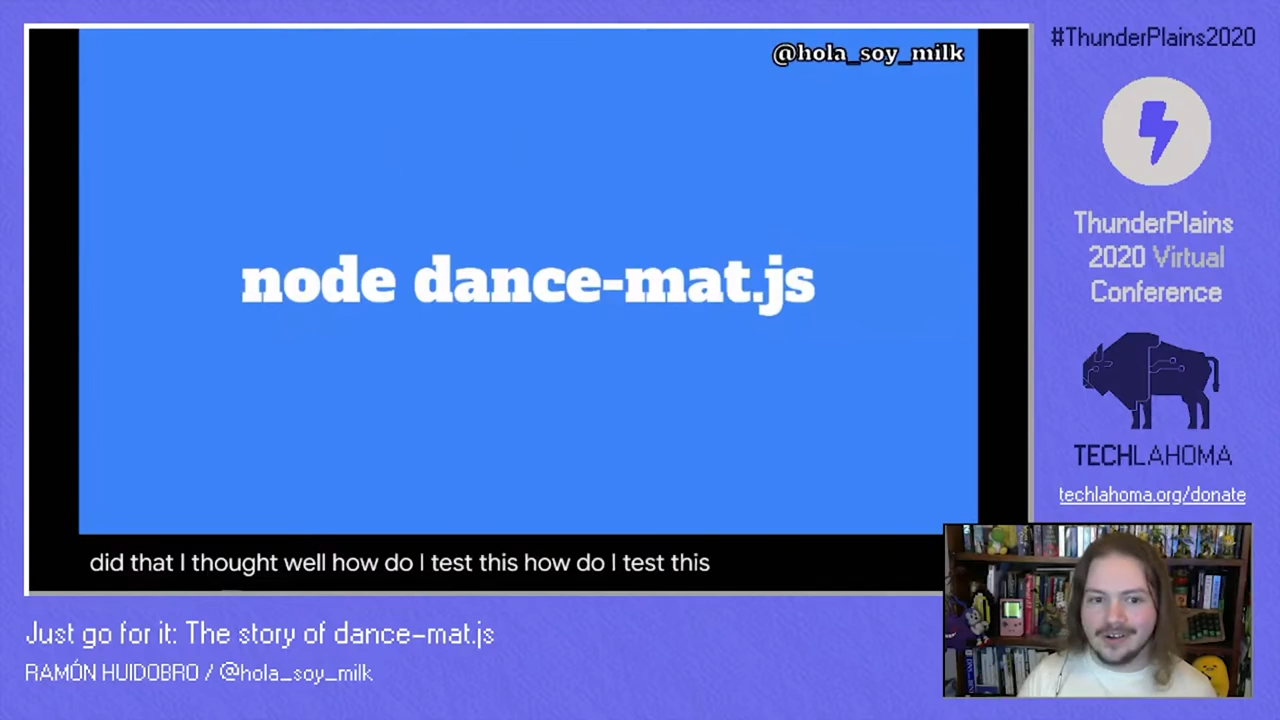 @hola_soy_milk
node dance-mat.js
did that I thought well how do I test this how do I test this
Just go for it: The story of dance-mat.js
RAMÓN HUIDOBRO / @hola_soy_milk
#ThunderPlains2020
ThunderPlains
2020 Virtual
Conference
TECHLAHOMA
techlahoma.org/donate